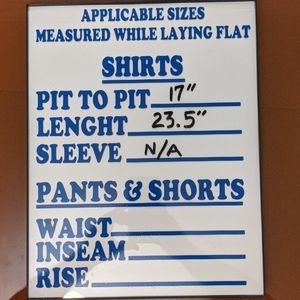 APPLICABLE SIZES
MEASURED WHILE LAYING FLAT
SHIRTS
PIT TO PIT 17"
LENGHT 23.5"
SLEEVE N/A
PANTS & SHORTS
WAIST
INSEAM
RISE